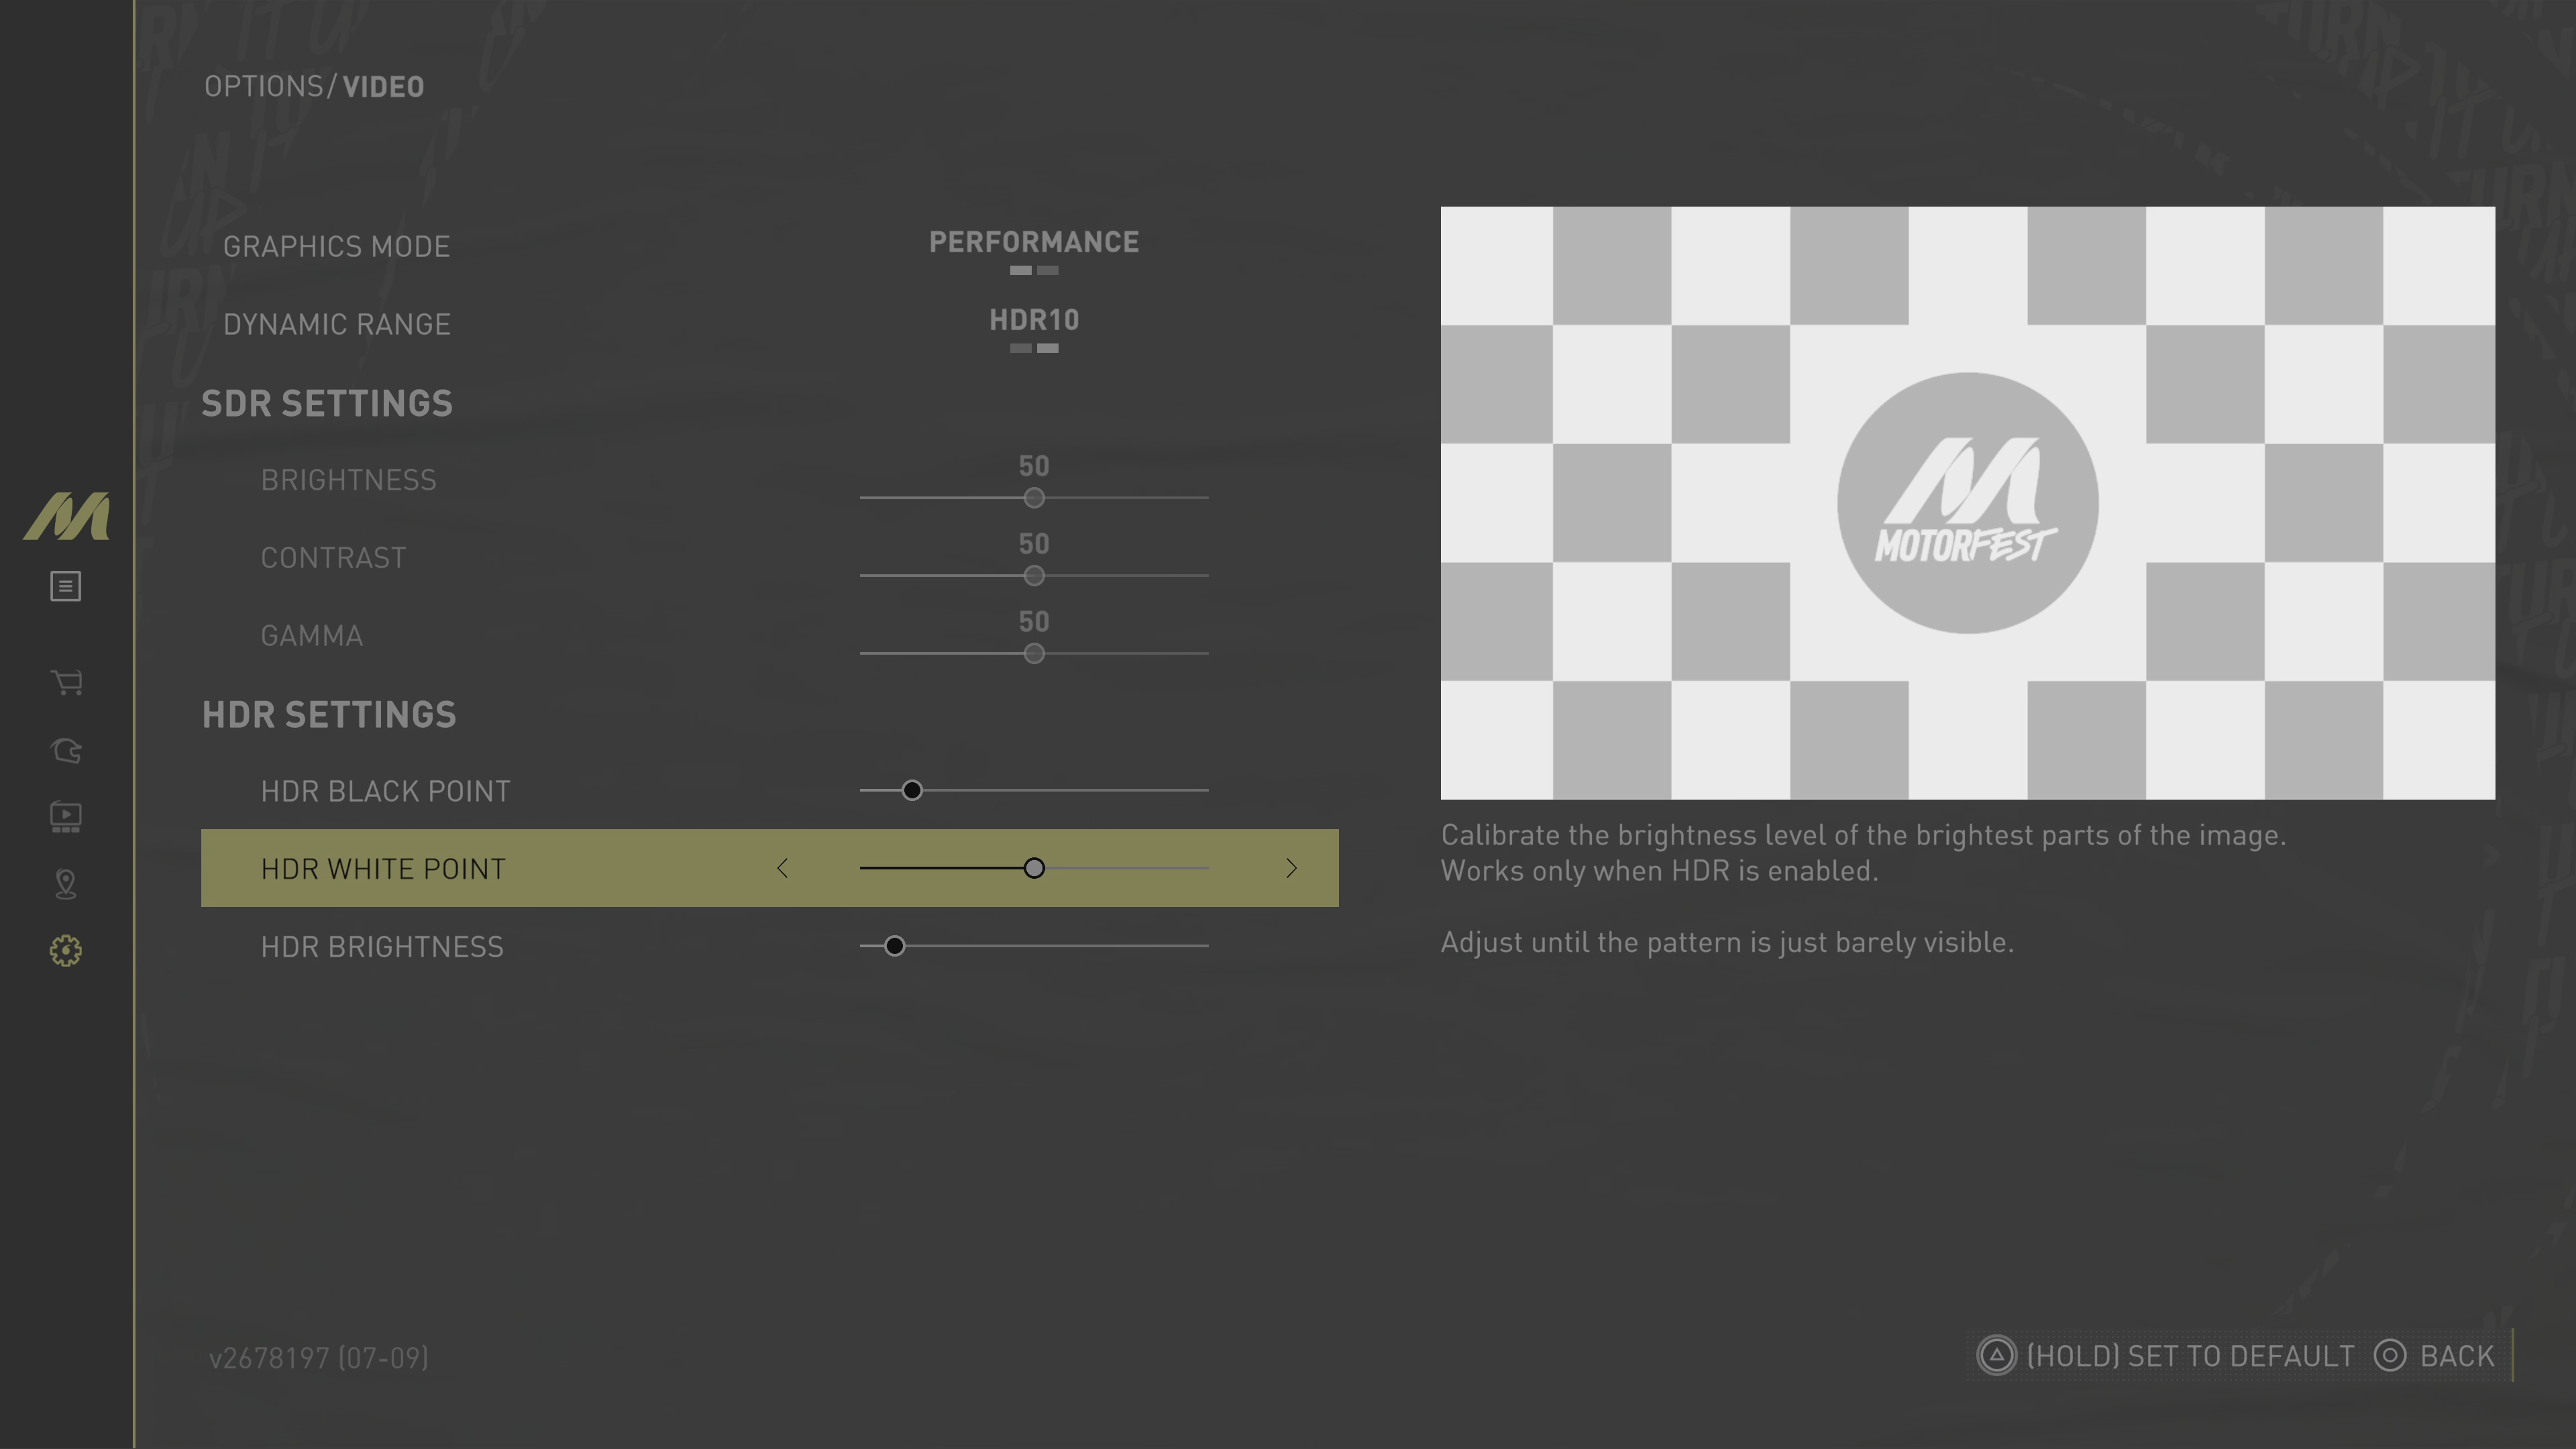 OPTIONS/VIDEO
GRAPHICS MODE
PERFORMANCE
DYNAMIC RANGE
HDR10
SDR SETTINGS
BRIGHTNESS
50
CONTRAST
50
GAMMA
50
HDR SETTINGS
HDR BLACK POINT
HDR WHITE POINT
HDR BRIGHTNESS
MOTORFEST
Calibrate the brightness level of the brightest parts of the image.
Works only when HDR is enabled.
Adjust until the pattern is just barely visible.
v2678197 (07-09)
(HOLD) SET TO DEFAULT
BACK